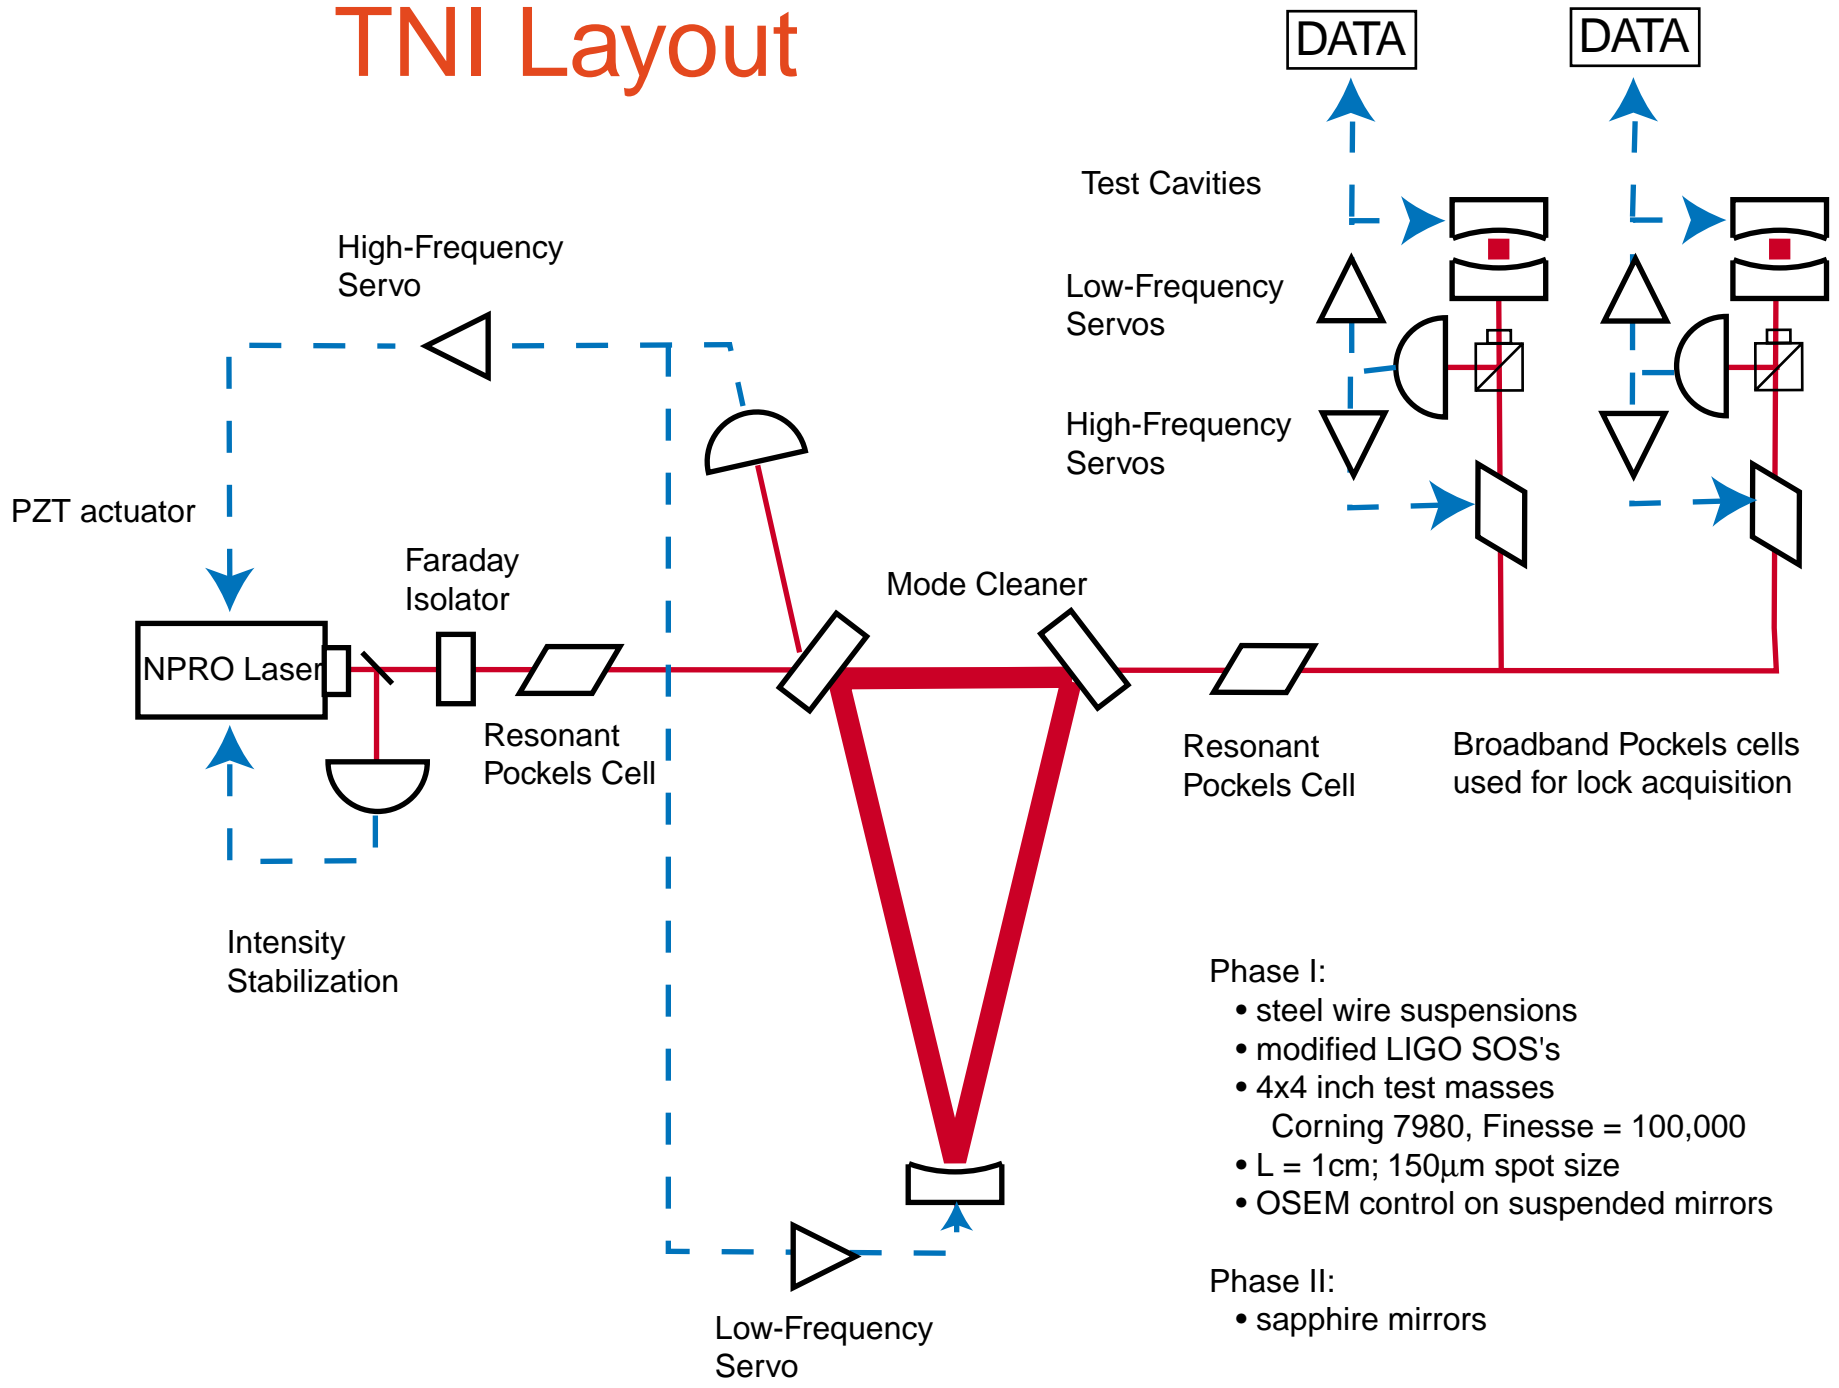 TNI Layout
DATA
DATA
Test Cavities
High-Frequency
Servo
Low-Frequency
Servos
High-Frequency
Servos
PZT actuator
Faraday
Isolator
Mode Cleaner
NPRO Laser
Resonant
Pockels Cell
Resonant
Pockels Cell
Broadband Pockels cells
used for lock acquisition
Intensity
Stabilization
Phase I:
• steel wire suspensions
• modified LIGO SOS's
• 4x4 inch test masses
Corning 7980, Finesse = 100,000
• L = 1cm; 150μm spot size
• OSEM control on suspended mirrors
Phase II:
• sapphire mirrors
Low-Frequency
Servo